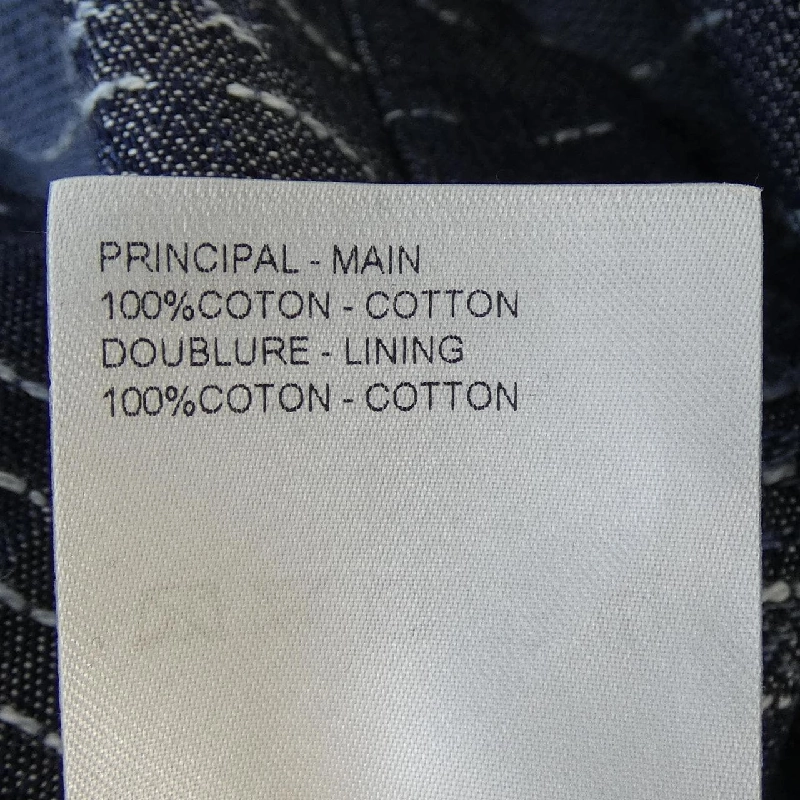 PRINCIPAL - MAIN
100%COTON - COTTON
DOUBLURE - LINING
100%COTON - COTTON